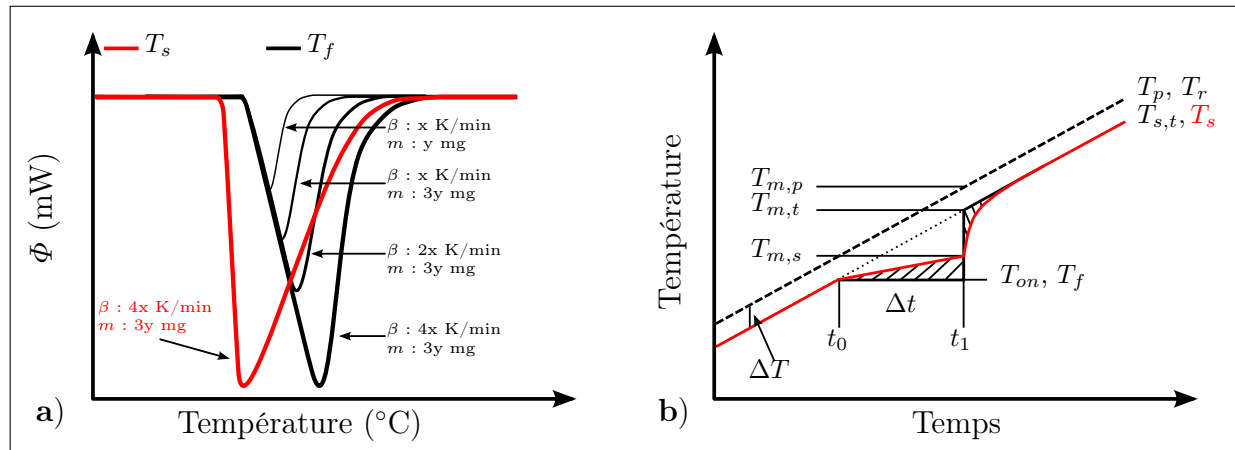 T_s
T_f
Φ (mW)
β : x K/min
m : y mg
β : x K/min
m : 3y mg
β : 2x K/min
m : 3y mg
β : 4x K/min
m : 3y mg
β : 4x K/min
m : 3y mg
a)
Température (°C)
Température
T_p, T_r
T_{s,t}, T_s
T_{m,p}
T_{m,t}
T_{m,s}
T_{on}, T_f
Δt
t_0
t_1
ΔT
b)
Temps